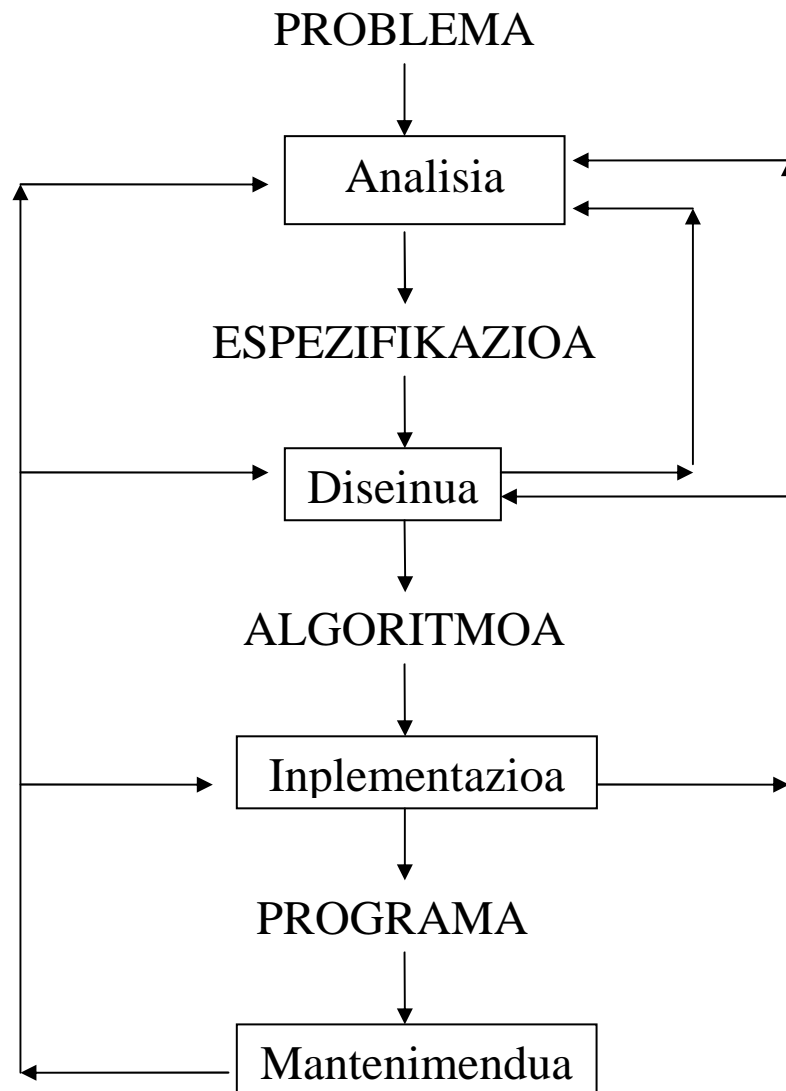 PROBLEMA
Analisia
ESPEZIFIKAZIOA
Diseinua
ALGORITMOA
Inplementazioa
PROGRAMA
Mantenimendua